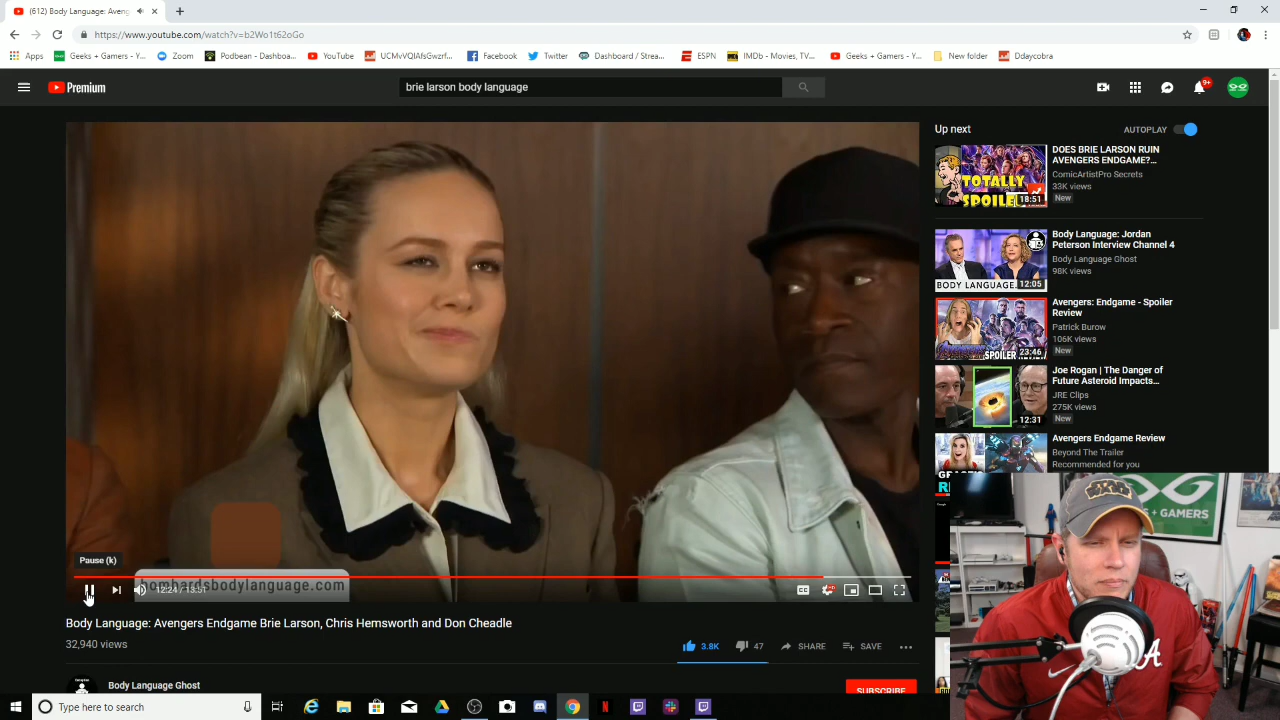 (612) Body Language: Aveng
https://www.youtube.com/watch?v=b2Wo1t62oGo
Apps
Geeks + Gamers - Y...
Zoom
Podbean - Dashboa...
YouTube
UCMvVQIAfsGwzrf...
Facebook
Twitter
Dashboard / Strea...
ESPN
IMDb - Movies, TV...
Geeks + Gamers - Y...
New folder
Ddaycobra
Premium
brie larson body language
9+
Up next
AUTOPLAY
TOTALLY
SPOIL
18:51
DOES BRIE LARSON RUIN
AVENGERS ENDGAME?...
ComicArtistPro Secrets
33K views
New
BODY LANGUAGE:
12:05
Body Language: Jordan
Peterson Interview Channel 4
Body Language Ghost
98K views
SPOILER
23:46
Avengers: Endgame - Spoiler
Review
Patrick Burow
106K views
New
12:31
Joe Rogan | The Danger of
Future Asteroid Impacts...
JRE Clips
275K views
New
Avengers Endgame Review
Beyond The Trailer
Recommended for you
S + GAMERS
Pause (k)
bombardsbodylanguage.com
12:24 / 13:51
CC
HD
Body Language: Avengers Endgame Brie Larson, Chris Hemsworth and Don Cheadle
32,940 views
3.8K
47
SHARE
SAVE
Body Language Ghost
SUBSCRIBE
Type here to search